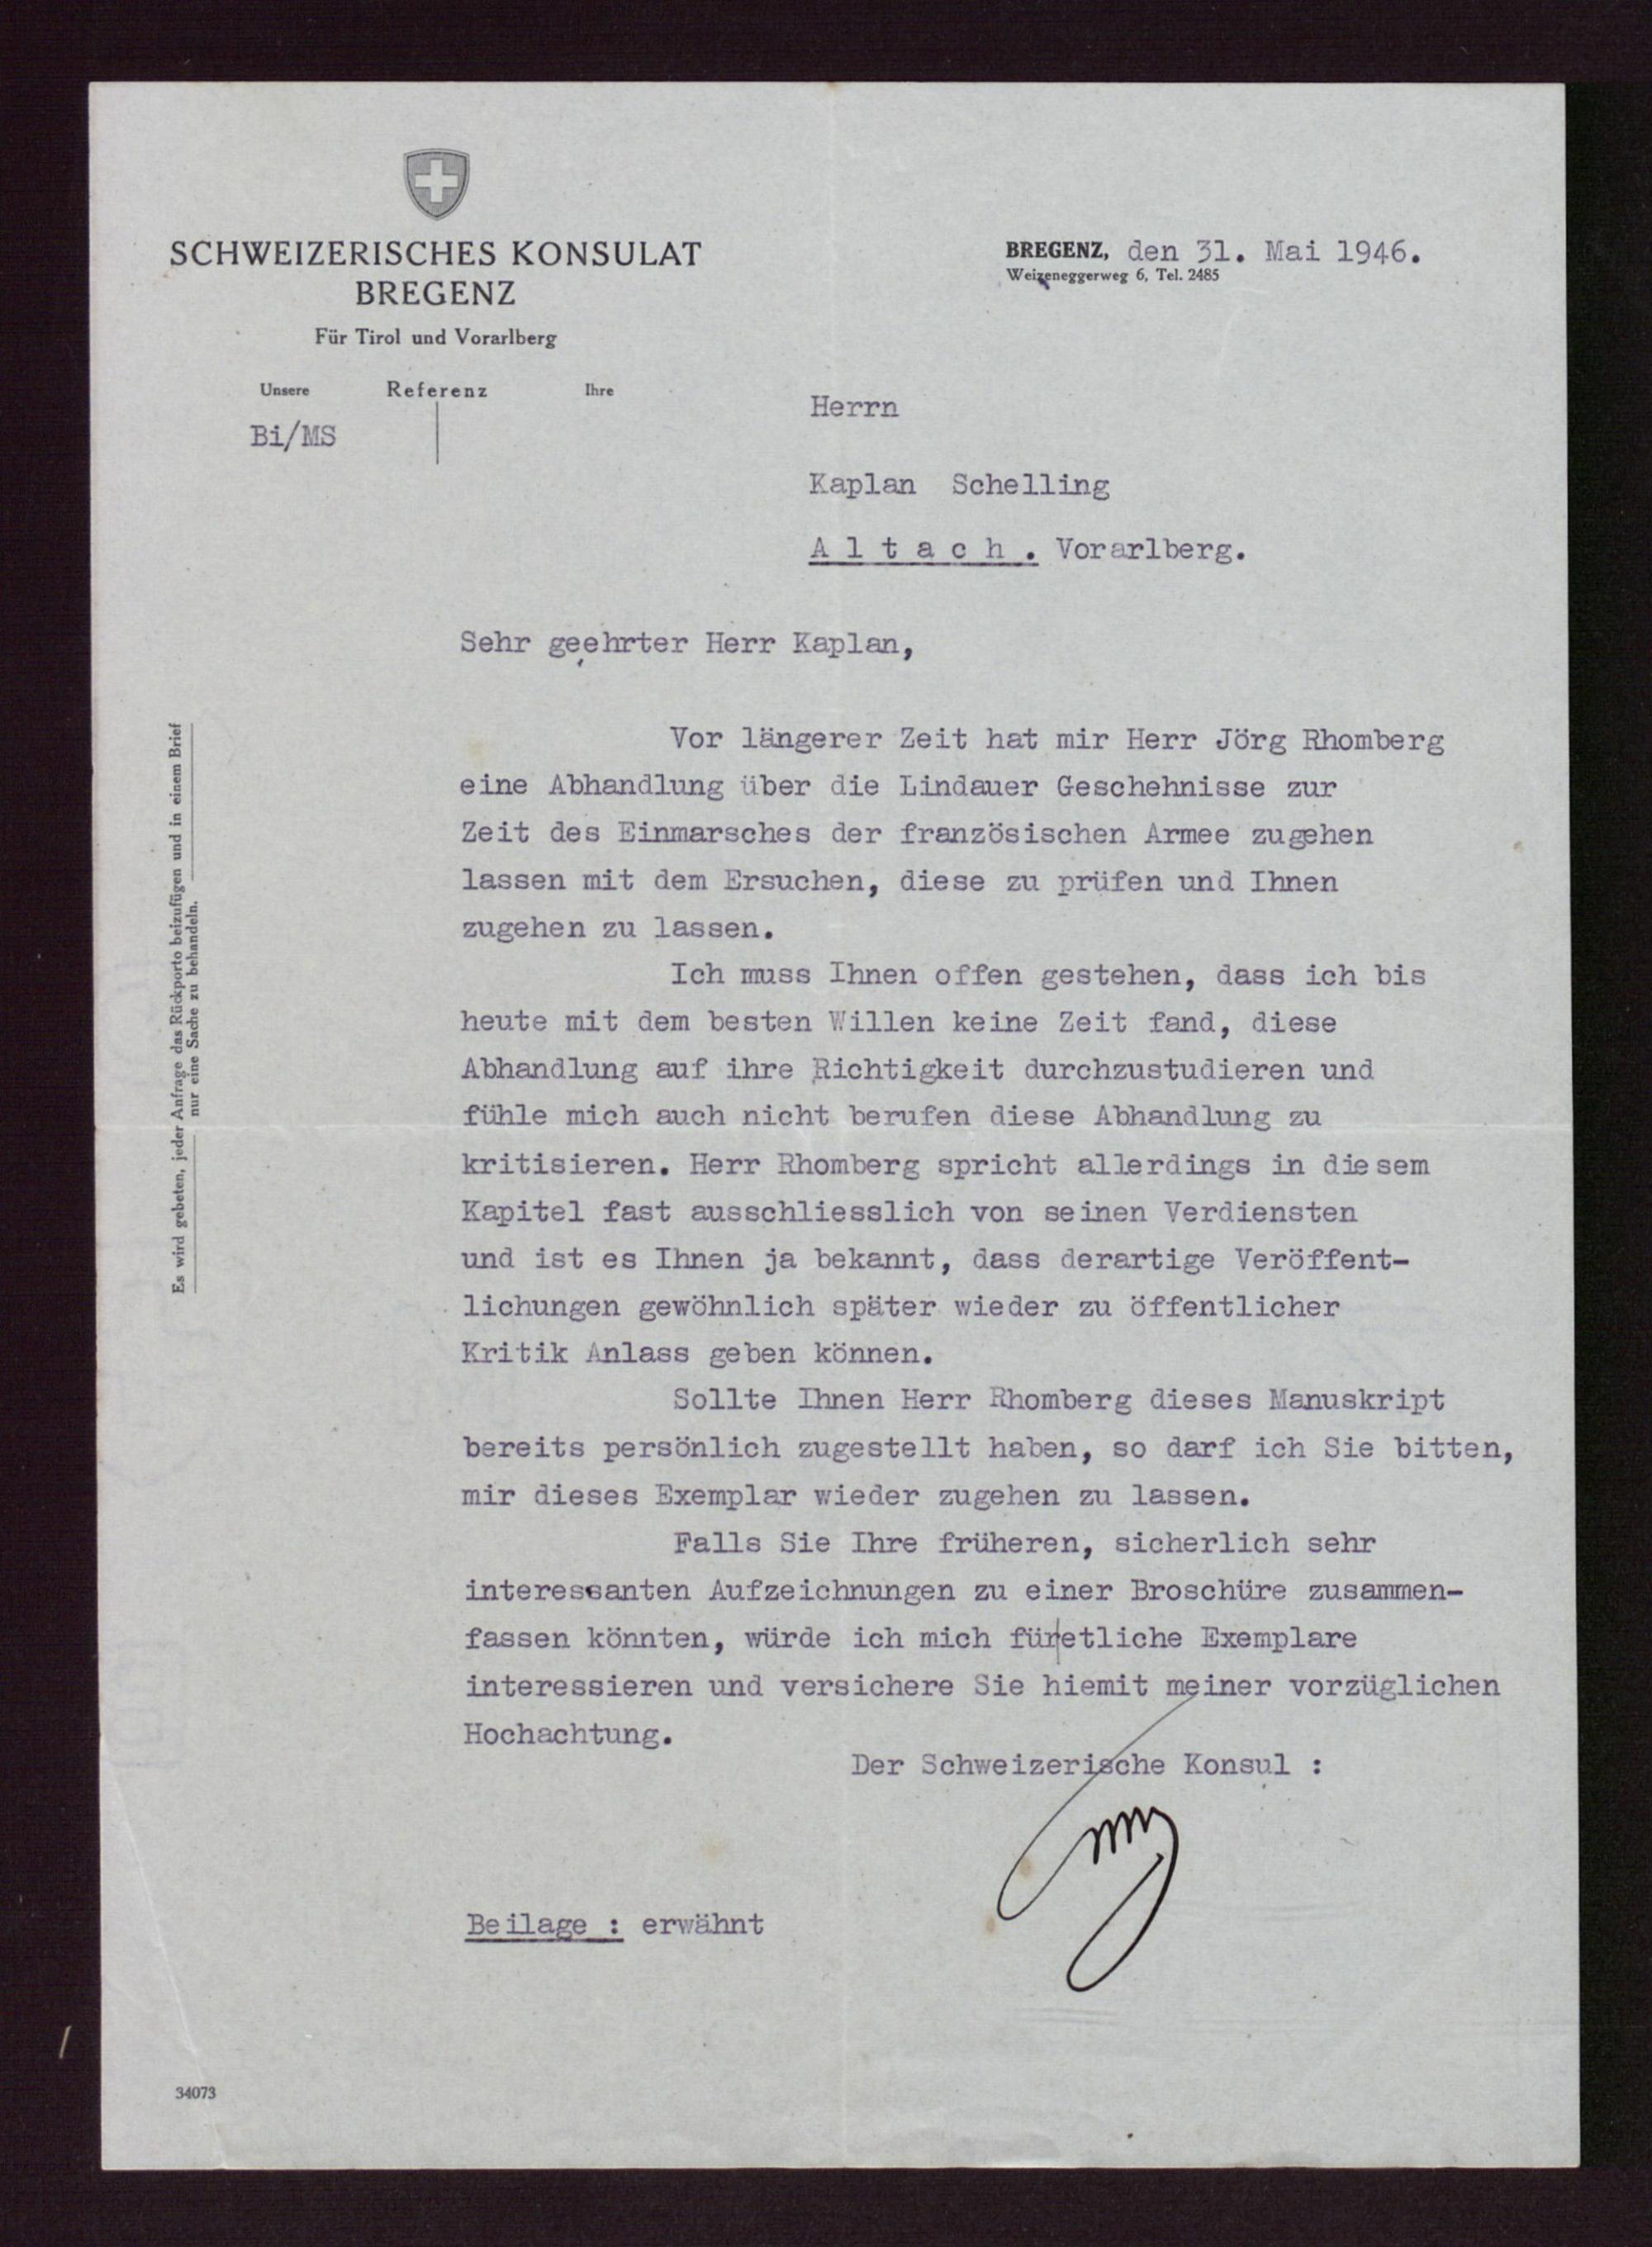 SCHWEIZERISCHES KONSULAT
BREGENZ
Für Tirol und Vorarlberg
BREGENZ, den 31. Mai 1946.
Weizeneggerweg 6, Tel. 2485
Unsere Referenz Ihre
Bi/MS
Herrn
Kaplan Schelling
A l t a c h . Vorarlberg.
Sehr geehrter Herr Kaplan,
Vor längerer Zeit hat mir Herr Jörg Rhomberg
eine Abhandlung über die Lindauer Geschehnisse zur
Zeit des Einmarsches der französischen Armee zugehen
lassen mit dem Ersuchen, diese zu prüfen und Ihnen
zugehen zu lassen.
Ich muss Ihnen offen gestehen, dass ich bis
heute mit dem besten Willen keine Zeit fand, diese
Abhandlung auf ihre Richtigkeit durchzustudieren und
fühle mich auch nicht berufen diese Abhandlung zu
kritisieren. Herr Rhomberg spricht allerdings in diesem
Kapitel fast ausschliesslich von seinen Verdiensten
und ist es Ihnen ja bekannt, dass derartige Veröffent-
lichungen gewöhnlich später wieder zu öffentlicher
Kritik Anlass geben können.
Sollte Ihnen Herr Rhomberg dieses Manuskript
bereits persönlich zugestellt haben, so darf ich Sie bitten,
mir dieses Exemplar wieder zugehen zu lassen.
Falls Sie Ihre früheren, sicherlich sehr
interessanten Aufzeichnungen zu einer Broschüre zusammen-
fassen könnten, würde ich mich für etliche Exemplare
interessieren und versichere Sie hiemit meiner vorzüglichen
Hochachtung.
Der Schweizerische Konsul :
Beilage : erwähnt
Es wird gebeten, jeder Anfrage das Rückporto beizufügen und in einem Brief
nur eine Sache zu behandeln.
34073